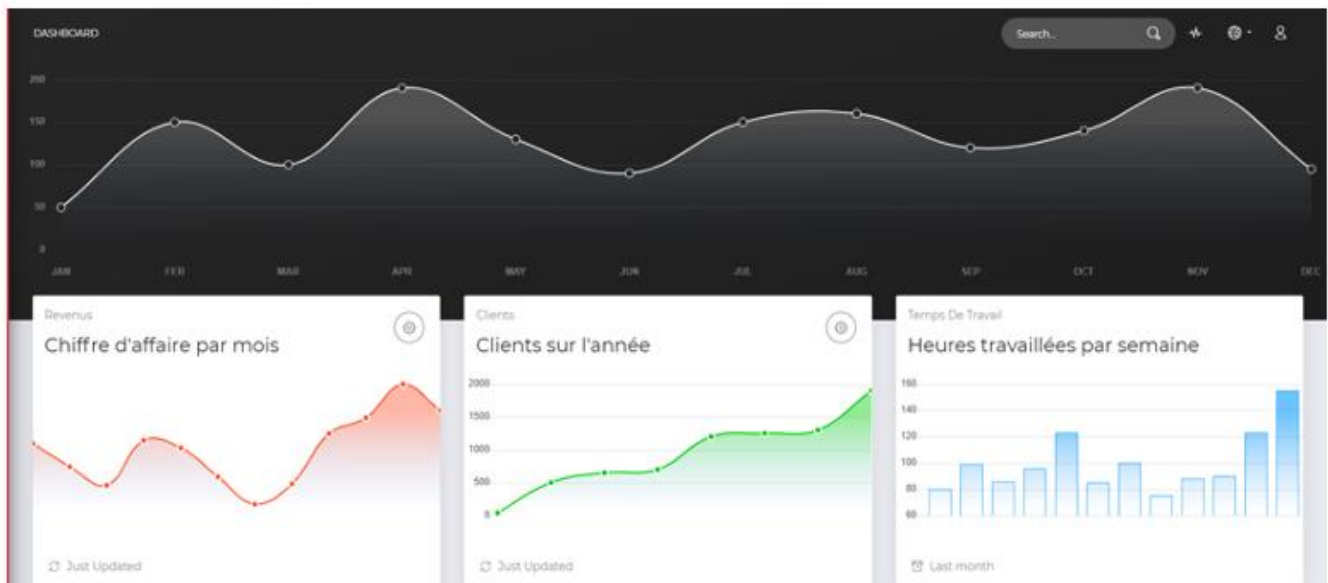 DASHBOARD
Search...
200
150
100
50
0
JAN FEB MAR APR MAY JUN JUL AUG SEP OCT NOV DEC
Revenus
Chiffre d'affaire par mois
Just Updated
Clients
Clients sur l'année
2000
1500
1000
500
0
Just Updated
Temps De Travail
Heures travaillées par semaine
160
140
120
100
80
60
Last month